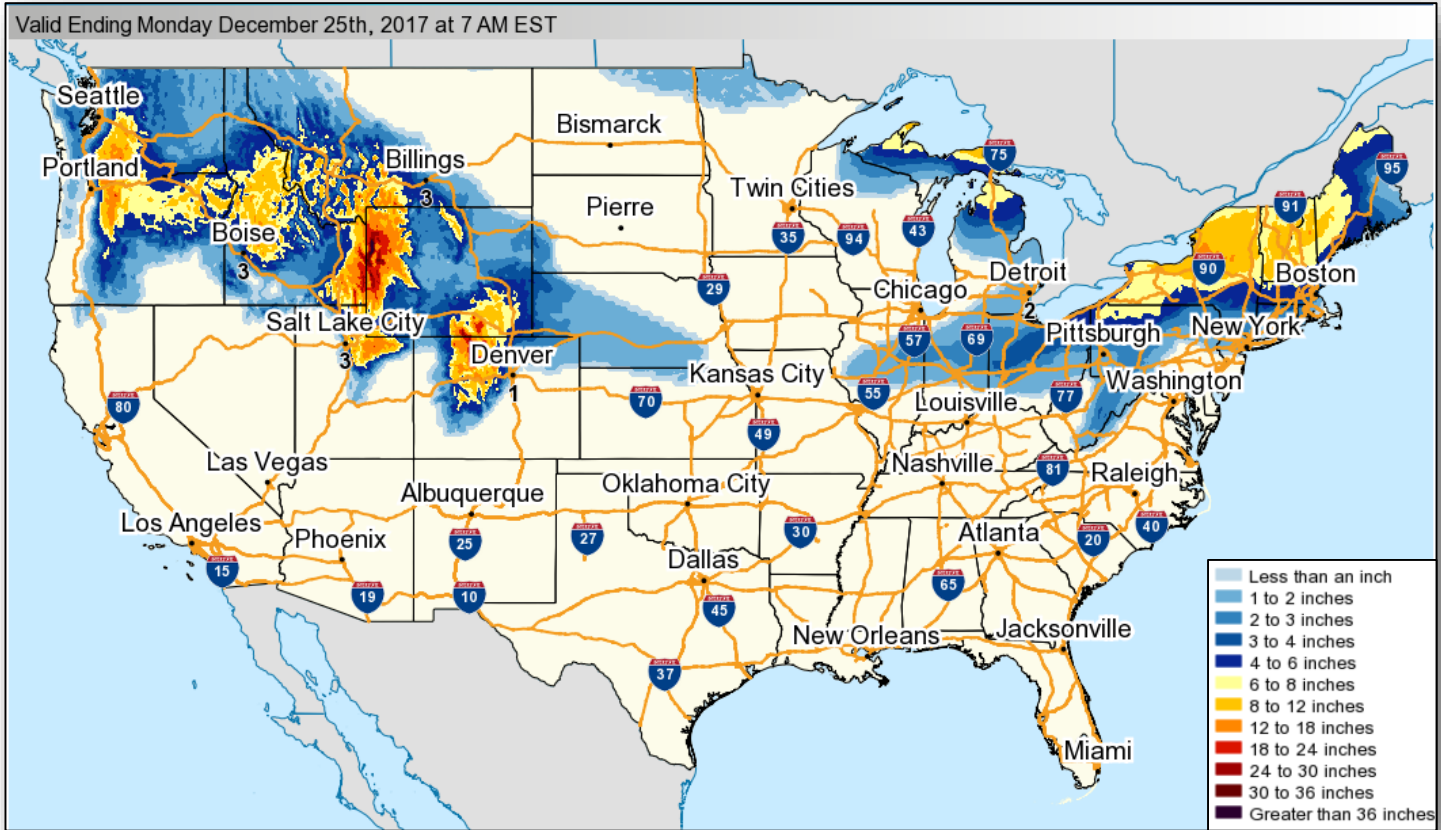 Valid Ending Monday December 25th, 2017 at 7 AM EST
Seattle
Bismarck
75
Portland
Billings
95
3
Twin Cities
Pierre
91
Boise
35
94
43
3
90
Detroit
Boston
29
Chicago
2
Salt Lake City
57
69
Pittsburgh
New York
3
Denver
Kansas City
Washington
1
80
70
55
77
Louisville
49
Las Vegas
Nashville
81
Raleigh
Albuquerque
Oklahoma City
Los Angeles
Phoenix
25
27
30
Atlanta
20
40
15
Dallas
19
10
65
45
New Orleans
Jacksonville
37
Miami
Less than an inch
1 to 2 inches
2 to 3 inches
3 to 4 inches
4 to 6 inches
6 to 8 inches
8 to 12 inches
12 to 18 inches
18 to 24 inches
24 to 30 inches
30 to 36 inches
Greater than 36 inches